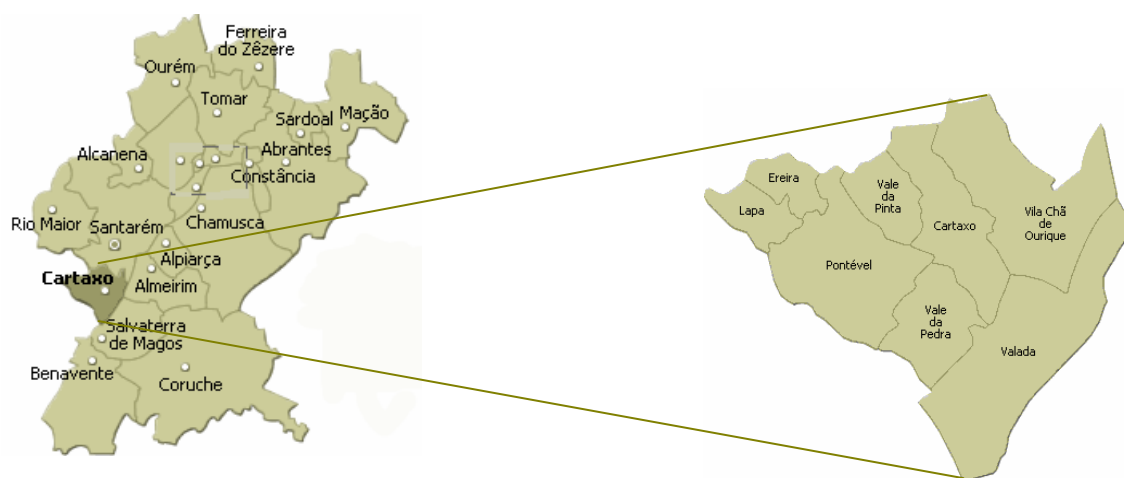 Ferreira
do Zêzere
Ourém
Tomar
Sardoal
Mação
Alcanena
Abrantes
Constância
Rio Maior
Chamusca
Santarém
Alpiarça
Cartaxo
Almeirim
Salvaterra
de Magos
Benavente
Coruche
Ereira
Lapa
Vale
da
Pinta
Cartaxo
Vila Chã
de
Ourique
Pontével
Vale
da
Pedra
Valada